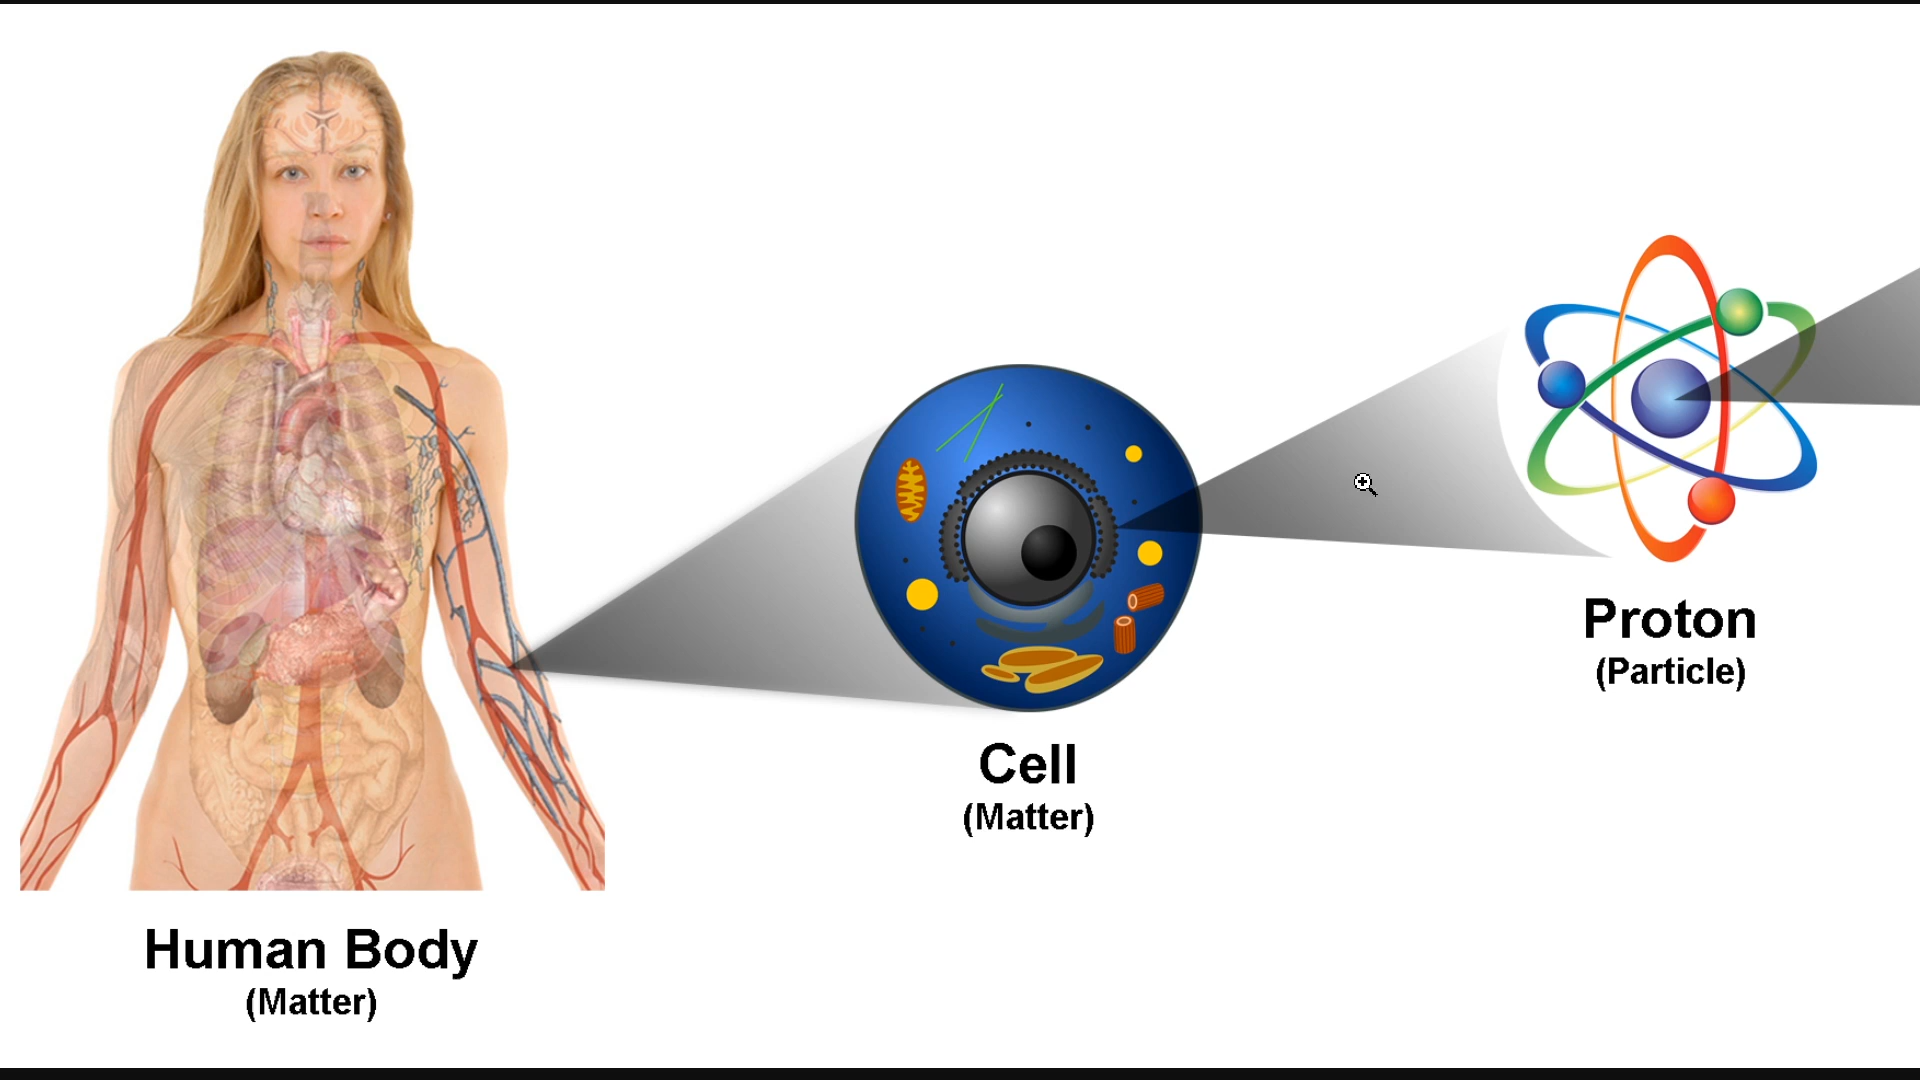 Human Body
(Matter)
Cell
(Matter)
Proton
(Particle)